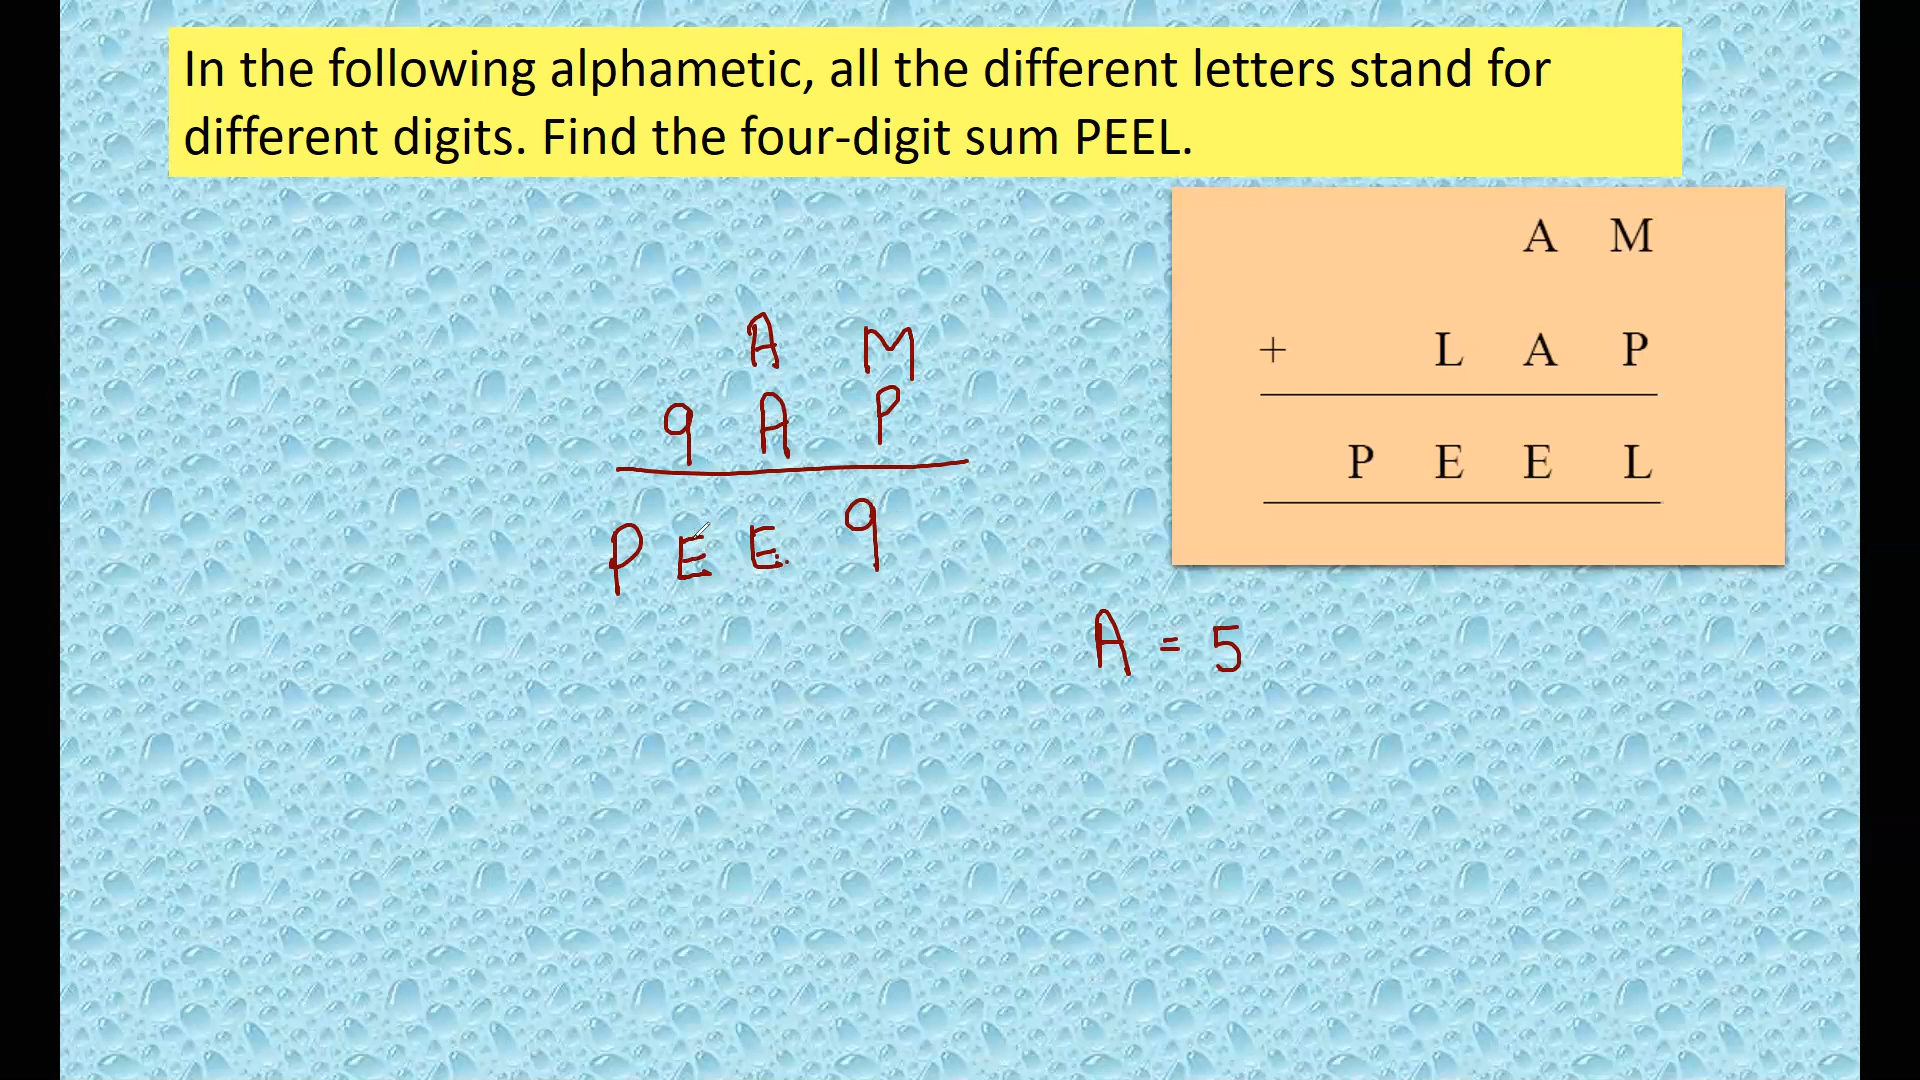 In the following alphametic, all the different letters stand for
different digits. Find the four-digit sum PEEL.
A M
+ L A P
P E E L
A M
9 A P
P E E. 9
A = 5